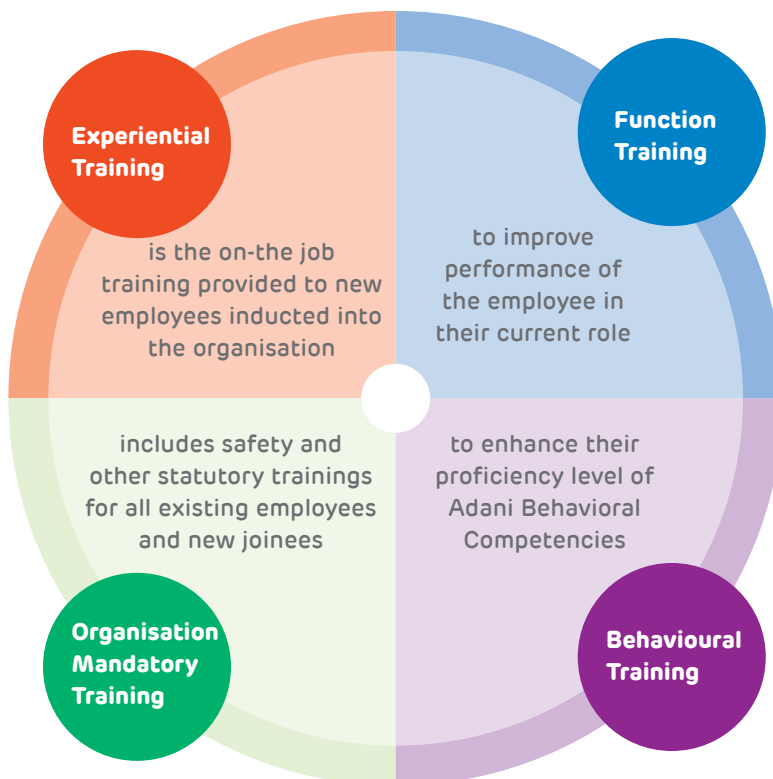 Experiential
Training
is the on-the job
training provided to new
employees inducted into
the organisation
Function
Training
to improve
performance of
the employee in
their current role
includes safety and
other statutory trainings
for all existing employees
and new joinees
Organisation
Mandatory
Training
to enhance their
proficiency level of
Adani Behavioral
Competencies
Behavioural
Training